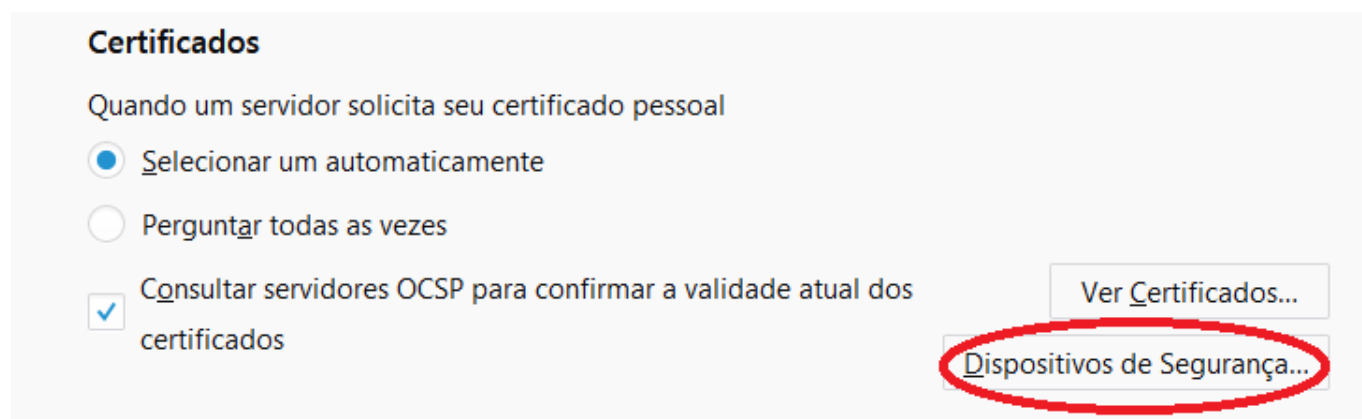 Certificados
Quando um servidor solicita seu certificado pessoal
Selecionar um automaticamente
Perguntar todas as vezes
Consultar servidores OCSP para confirmar a validade atual dos
certificados
Ver Certificados...
Dispositivos de Segurança...